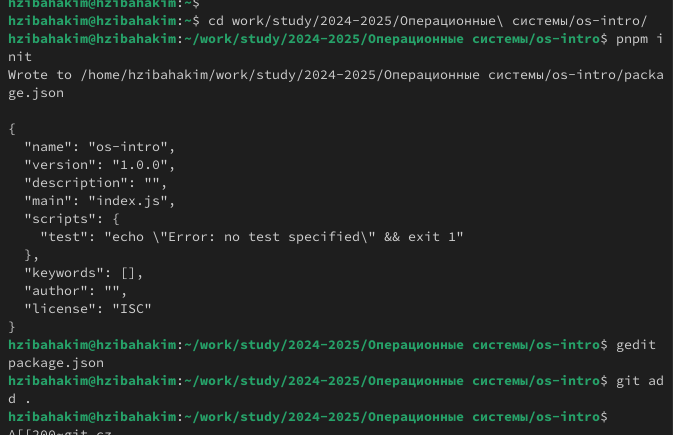 hzibahakim@hzibahakim:~$
hzibahakim@hzibahakim:~$ cd work/study/2024-2025/Операционные\ системы/os-intro/
hzibahakim@hzibahakim:~/work/study/2024-2025/Операционные системы/os-intro$ pnpm i
nit
Wrote to /home/hzibahakim/work/study/2024-2025/Операционные системы/os-intro/packa
ge.json
{
  "name": "os-intro",
  "version": "1.0.0",
  "description": "",
  "main": "index.js",
  "scripts": {
    "test": "echo \"Error: no test specified\" && exit 1"
  },
  "keywords": [],
  "author": "",
  "license": "ISC"
}
hzibahakim@hzibahakim:~/work/study/2024-2025/Операционные системы/os-intro$ gedit
package.json
hzibahakim@hzibahakim:~/work/study/2024-2025/Операционные системы/os-intro$ git ad
d .
hzibahakim@hzibahakim:~/work/study/2024-2025/Операционные системы/os-intro$
^[[200~git cz